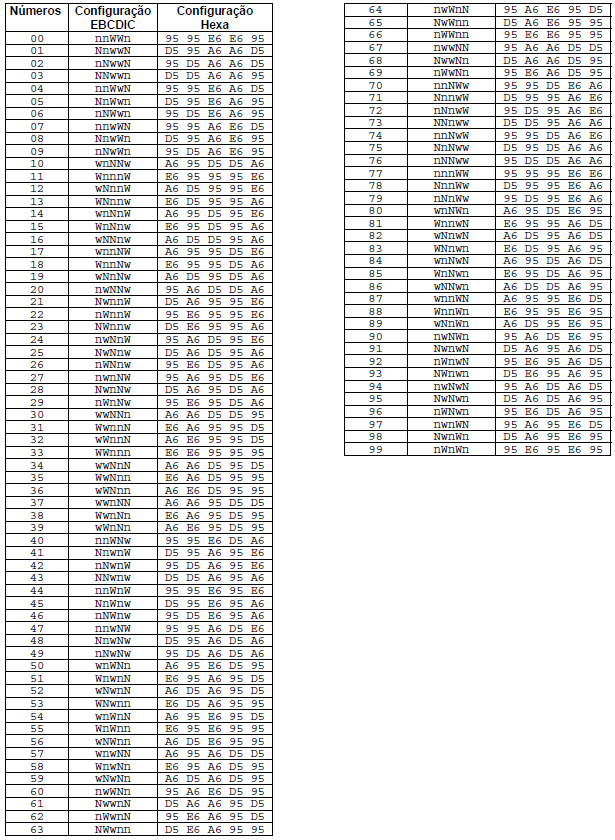 Números Configuração EBCDIC Configuração Hexa
00 nnWWn 95 95 E6 E6 95
01 NnwwN D5 95 A6 A6 D5
02 nNwwN 95 D5 A6 A6 D5
03 NNwwn D5 D5 A6 A6 95
04 nnWwN 95 95 E6 A6 D5
05 NnWwn D5 95 E6 A6 95
06 nNWwn 95 D5 E6 A6 95
07 nnwWN 95 95 A6 E6 D5
08 NnwWn D5 95 A6 E6 95
09 nNwWn 95 D5 A6 E6 95
10 wnNNw A6 95 D5 D5 A6
11 WnnnW E6 95 95 95 E6
12 wNnnW A6 D5 95 95 E6
13 WNnnw E6 D5 95 95 A6
14 wnNnW A6 95 D5 95 E6
15 WnNnw E6 95 D5 95 A6
16 wNNnw A6 D5 D5 95 A6
17 wnnNW A6 95 95 D5 E6
18 WnnNw E6 95 95 D5 A6
19 wNnNw A6 D5 95 D5 A6
20 nwNNw 95 A6 D5 D5 A6
21 NwnnW D5 A6 95 95 E6
22 nWnnW 95 E6 95 95 E6
23 NWnnw D5 E6 95 95 A6
24 nwNnW 95 A6 D5 95 E6
25 NwNnw D5 A6 D5 95 A6
26 nWNnw 95 E6 D5 95 A6
27 nwnNW 95 A6 95 D5 E6
28 NwnNw D5 A6 95 D5 A6
29 nWnNw 95 E6 95 D5 A6
30 wwNNn A6 A6 D5 D5 95
31 WwnnN E6 A6 95 95 D5
32 wWnnN A6 E6 95 95 D5
33 WWnnn E6 E6 95 95 95
34 wwNnN A6 A6 D5 95 D5
35 WwNnn E6 A6 D5 95 95
36 wWNnn A6 E6 D5 95 95
37 wwnNN A6 A6 95 D5 D5
38 WwnNn E6 A6 95 D5 95
39 wWnNn A6 E6 95 D5 95
40 nnWNw 95 95 E6 D5 A6
41 NnwnW D5 95 A6 95 E6
42 nNwnW 95 D5 A6 95 E6
43 NNwnw D5 D5 A6 95 A6
44 nnWnW 95 95 E6 95 E6
45 NnWnw D5 95 E6 95 A6
46 nNWnw 95 D5 E6 95 A6
47 nnwNW 95 95 A6 D5 E6
48 NnwNw D5 95 A6 D5 A6
49 nNwNw 95 D5 A6 D5 A6
50 wnWNn A6 95 E6 D5 95
51 WnwnN E6 95 A6 95 D5
52 wNwnN A6 D5 A6 95 D5
53 WNwnn E6 D5 A6 95 95
54 wnWnN A6 95 E6 95 D5
55 WnWnn E6 95 E6 95 95
56 wNWnn A6 D5 E6 95 95
57 wnwNN A6 95 A6 D5 D5
58 WnwNn E6 95 A6 D5 95
59 wNwNn A6 D5 A6 D5 95
60 nwWNn 95 A6 E6 D5 95
61 NwwnN D5 A6 A6 95 D5
62 nWwnN 95 E6 A6 95 D5
63 NWwnn D5 E6 A6 95 95
64 nwWnN 95 A6 E6 95 D5
65 NwWnn D5 A6 E6 95 95
66 nWWnn 95 E6 E6 95 95
67 nwwNN 95 A6 A6 D5 D5
68 NwwNn D5 A6 A6 D5 95
69 nWwNn 95 E6 A6 D5 95
70 nnNWw 95 95 D5 E6 A6
71 NnnwW D5 95 95 A6 E6
72 nNnwW 95 D5 95 A6 E6
73 NNnww D5 D5 95 A6 A6
74 nnNwW 95 95 D5 A6 E6
75 NnNww D5 95 D5 A6 A6
76 nNNww 95 D5 D5 A6 A6
77 nnnWW 95 95 95 E6 E6
78 NnnWw D5 95 95 E6 A6
79 nNnWw 95 D5 95 E6 A6
80 wnNWn A6 95 D5 E6 95
81 WnnwN E6 95 95 A6 D5
82 wNnwN A6 D5 95 A6 D5
83 WNnwn E6 D5 95 A6 95
84 wnNwN A6 95 D5 A6 D5
85 WnNwn E6 95 D5 A6 95
86 wNNwn A6 D5 D5 A6 95
87 wnnWN A6 95 95 E6 D5
88 WnnWn E6 95 95 E6 95
89 wNnWn A6 D5 95 E6 95
90 nwNWn 95 A6 D5 E6 95
91 NwnwN D5 A6 95 A6 D5
92 nWnwN 95 E6 95 A6 D5
93 NWnwn D5 E6 95 A6 95
94 nwNwN 95 A6 D5 A6 D5
95 NwNwn D5 A6 D5 A6 95
96 nWNwn 95 E6 D5 A6 95
97 nwnWN 95 A6 95 E6 D5
98 NwnWn D5 A6 95 E6 95
99 nWnWn 95 E6 95 E6 95